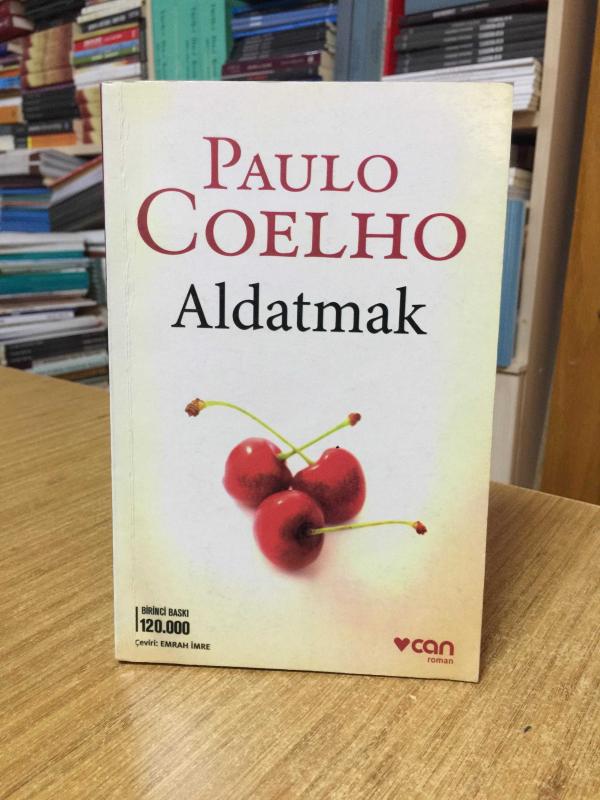 PAULO
COELHO
Aldatmak
BİRİNCİ BASKI
120.000
Çeviri: EMRAH İMRE
can
roman